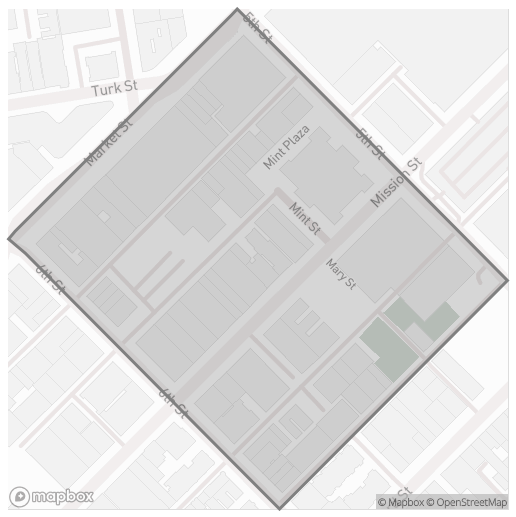 5th St
Turk St
Market St
5th St
Mint Plaza
Mission St
Mint St
Mary St
6th St
6th St
St
mapbox
© Mapbox © OpenStreetMap